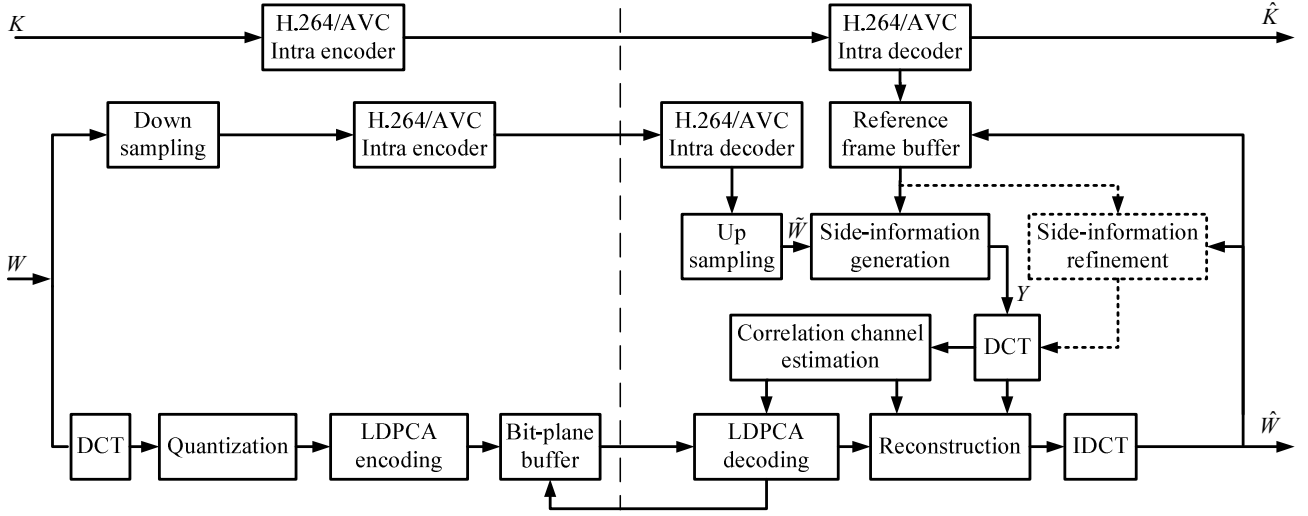 K
H.264/AVC
Intra encoder
H.264/AVC
Intra decoder
K̂
Down
sampling
H.264/AVC
Intra encoder
H.264/AVC
Intra decoder
Reference
frame buffer
W
Up
sampling
W̃
Side-information
generation
Side-information
refinement
Y
Correlation channel
estimation
DCT
DCT
Quantization
LDPCA
encoding
Bit-plane
buffer
LDPCA
decoding
Reconstruction
IDCT
Ŵ